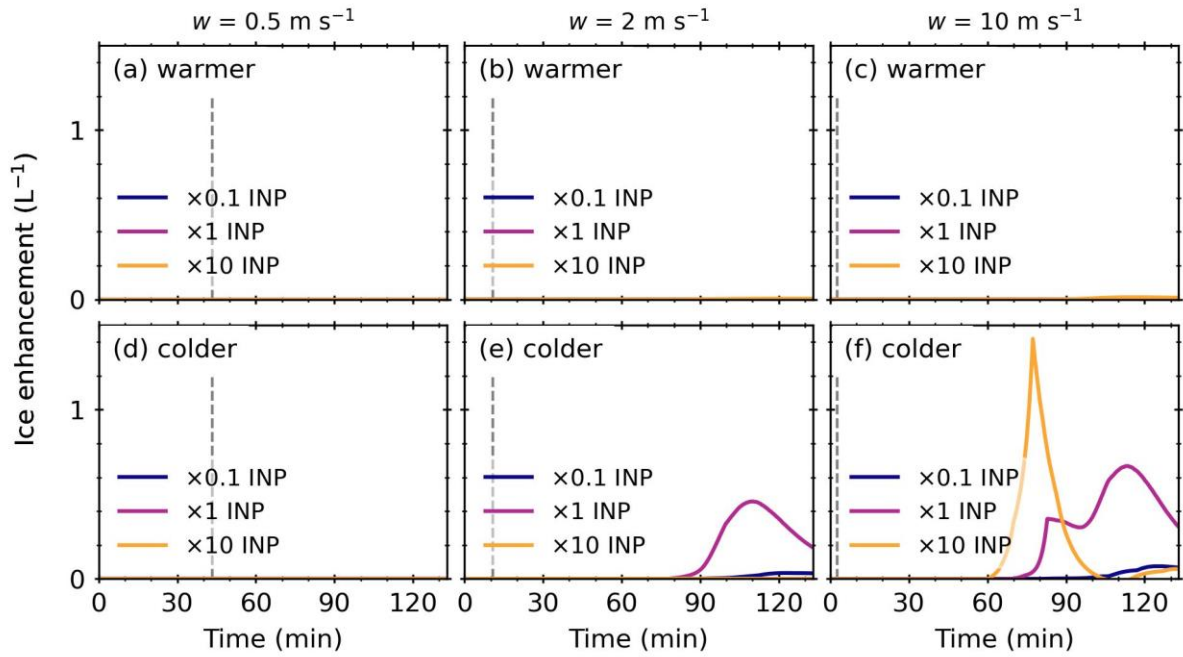 w = 0.5 m s⁻¹
w = 2 m s⁻¹
w = 10 m s⁻¹
Ice enhancement (L⁻¹)
(a) warmer
1
×0.1 INP
×1 INP
×10 INP
0
(b) warmer
×0.1 INP
×1 INP
×10 INP
(c) warmer
×0.1 INP
×1 INP
×10 INP
(d) colder
1
×0.1 INP
×1 INP
×10 INP
0
0 30 60 90 120
Time (min)
(e) colder
×0.1 INP
×1 INP
×10 INP
0 30 60 90 120
Time (min)
(f) colder
×0.1 INP
×1 INP
×10 INP
0 30 60 90 120
Time (min)